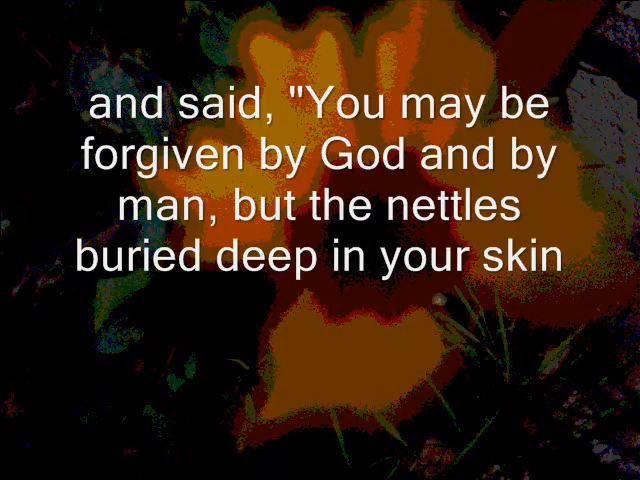 and said, "You may be
forgiven by God and by
man, but the nettles
buried deep in your skin